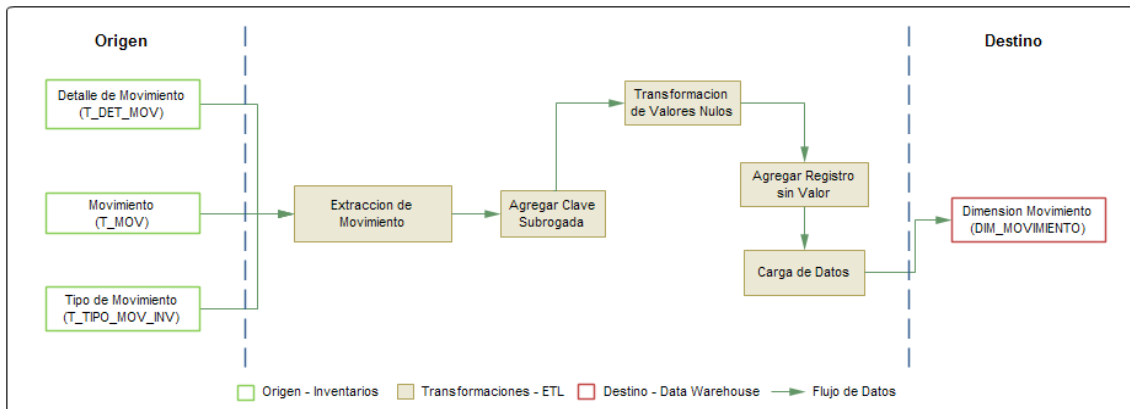 Origen
Destino
Detalle de Movimiento
(T_DET_MOV)
Transformacion
de Valores Nulos
Movimiento
(T_MOV)
Extraccion de
Movimiento
Agregar Clave
Subrogada
Agregar Registro
sin Valor
Dimension Movimiento
(DIM_MOVIMIENTO)
Carga de Datos
Tipo de Movimiento
(T_TIPO_MOV_INV)
Origen - Inventarios
Transformaciones - ETL
Destino - Data Warehouse
Flujo de Datos